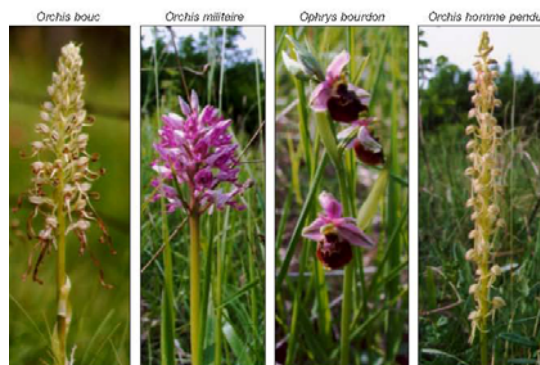 Orchis bouc
Orchis militaire
Ophrys bourdon
Orchis homme pendu